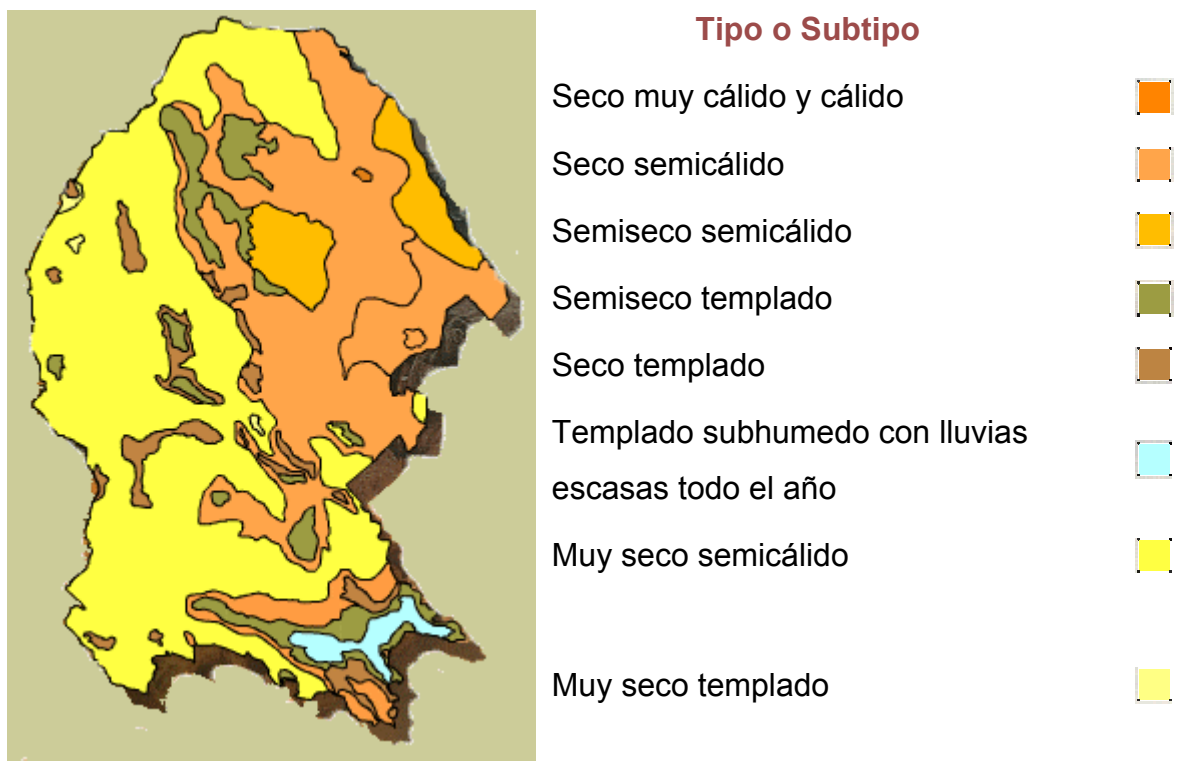 Tipo o Subtipo
Seco muy cálido y cálido
Seco semicálido
Semiseco semicálido
Semiseco templado
Seco templado
Templado subhumedo con lluvias
escasas todo el año
Muy seco semicálido
Muy seco templado